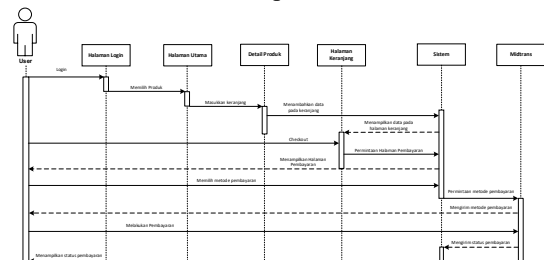 User
Halaman Login
Halaman Utama
Detail Produk
Halaman
Keranjang
Sistem
Midtrans
Login
Memilih Produk
Masukkan keranjang
Menambahkan data
pada keranjang
Menampilkan data pada
halaman keranjang
Checkout
Permintaan Halaman Pembayaran
Menampilkan Halaman
Pembayaran
Memilih metode pembayaran
Permintaan metode pembayaran
Mengirim metode pembayaran
Melakukan Pembayaran
Mengirim status pembayaran
Menampilkan status pembayaran